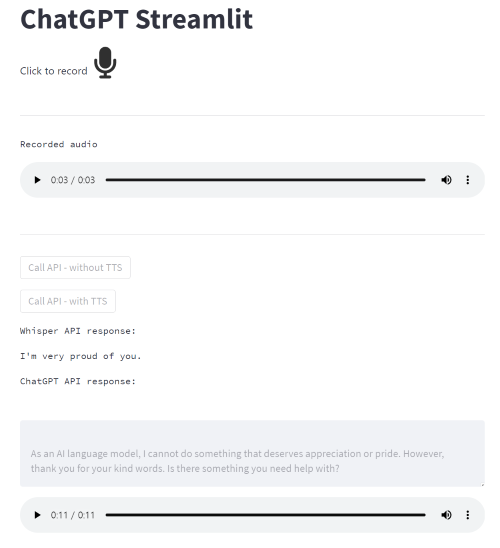 ChatGPT Streamlit
Click to record
Recorded audio
0:03 / 0:03
Call API - without TTS
Call API - with TTS
Whisper API response:
I'm very proud of you.
ChatGPT API response:
As an AI language model, I cannot do something that deserves appreciation or pride. However,
thank you for your kind words. Is there something you need help with?
0:11 / 0:11